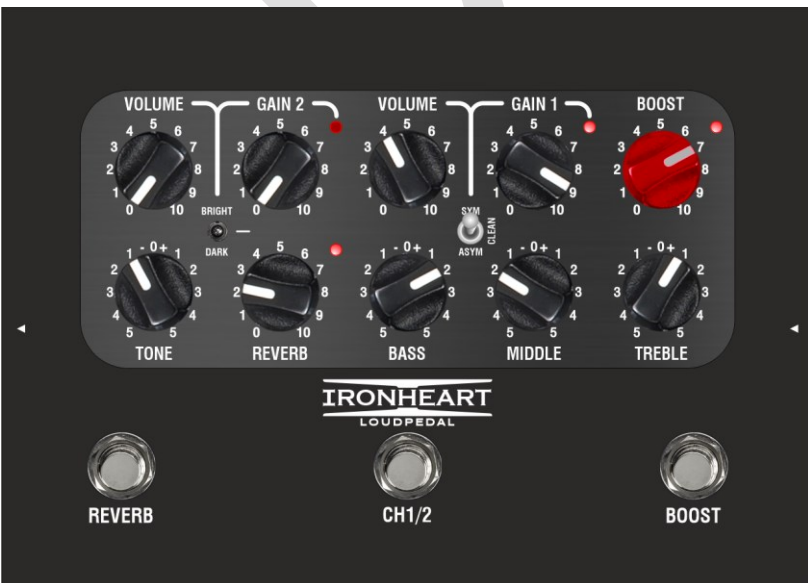 VOLUME
0 1 2 3 4 5 6 7 8 9 10
GAIN 2
0 1 2 3 4 5 6 7 8 9 10
VOLUME
0 1 2 3 4 5 6 7 8 9 10
GAIN 1
0 1 2 3 4 5 6 7 8 9 10
BOOST
0 1 2 3 4 5 6 7 8 9 10
BRIGHT
DARK
SYM
ASYM
CLEAN
5 4 3 2 1 - 0 + 1 2 3 4 5
TONE
0 1 2 3 4 5 6 7 8 9 10
REVERB
5 4 3 2 1 - 0 + 1 2 3 4 5
BASS
5 4 3 2 1 - 0 + 1 2 3 4 5
MIDDLE
5 4 3 2 1 - 0 + 1 2 3 4 5
TREBLE
IRONHEART
LOUDPEDAL
REVERB
CH1/2
BOOST